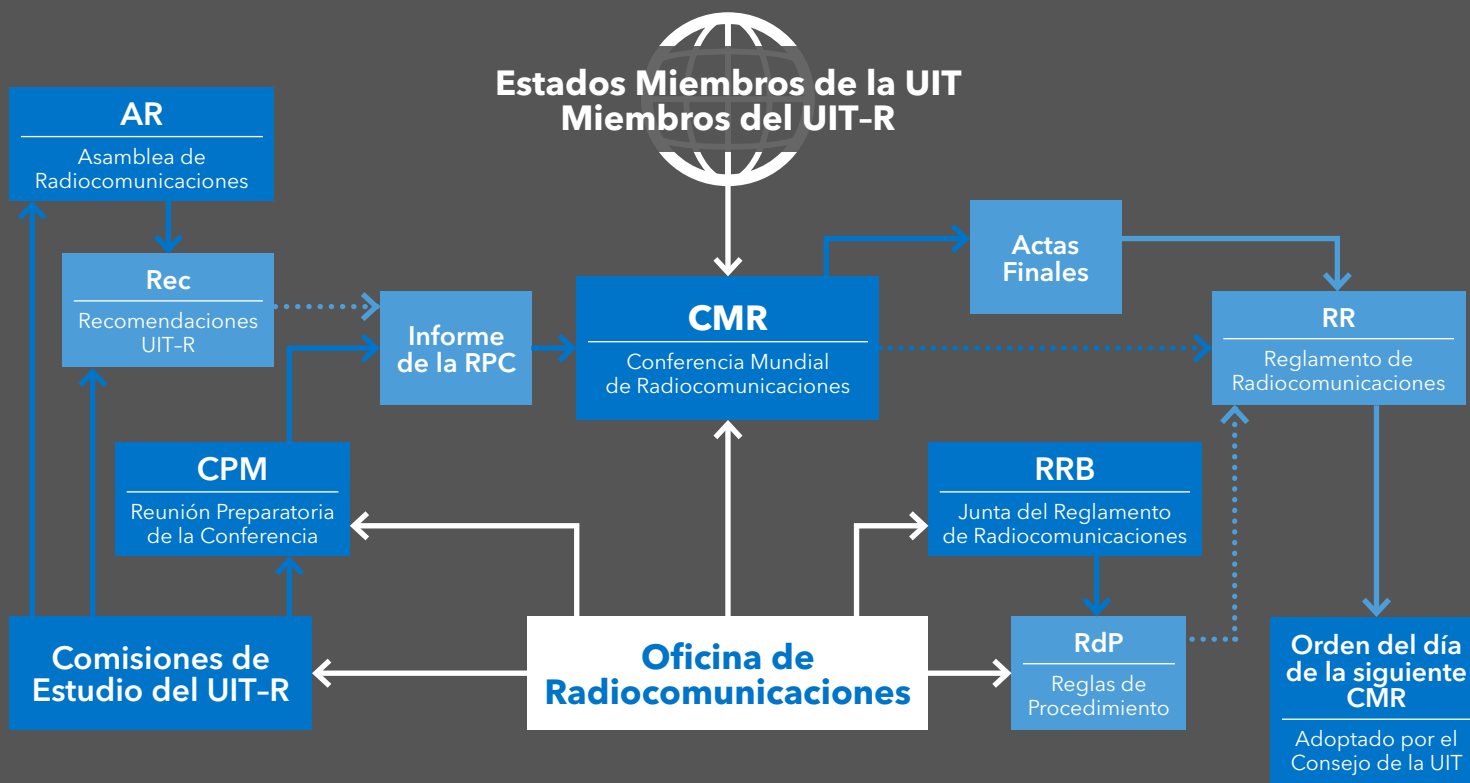 Estados Miembros de la UIT
Miembros del UIT–R
AR
Asamblea de
Radiocomunicaciones
Rec
Recomendaciones
UIT–R
Informe
de la RPC
CMR
Conferencia Mundial
de Radiocomunicaciones
Actas
Finales
RR
Reglamento de
Radiocomunicaciones
CPM
Reunión Preparatoria
de la Conferencia
RRB
Junta del Reglamento
de Radiocomunicaciones
Comisiones de
Estudio del UIT–R
Oficina de
Radiocomunicaciones
RdP
Reglas de
Procedimiento
Orden del día
de la siguiente
CMR
Adoptado por el
Consejo de la UIT